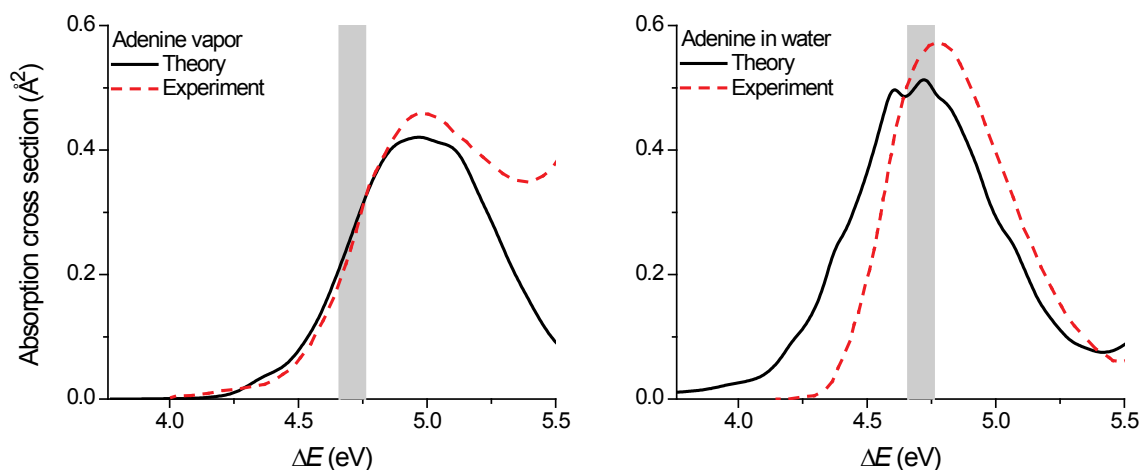 Absorption cross section (Å²)
0.6
0.4
0.2
0.0
Adenine vapor
Theory
Experiment
4.0
4.5
5.0
5.5
ΔE (eV)
0.6
0.4
0.2
0.0
Adenine in water
Theory
Experiment
4.0
4.5
5.0
5.5
ΔE (eV)